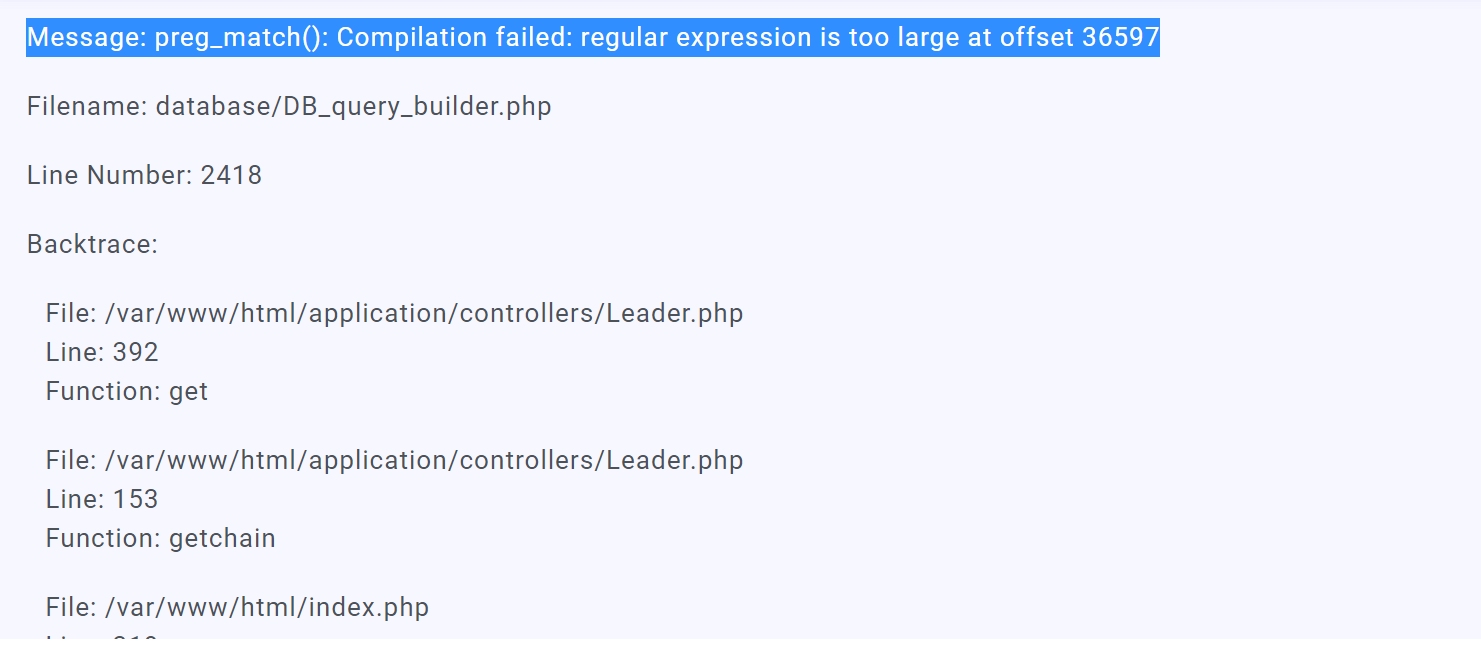 Message: preg_match(): Compilation failed: regular expression is too large at offset 36597
Filename: database/DB_query_builder.php
Line Number: 2418
Backtrace:
File: /var/www/html/application/controllers/Leader.php
Line: 392
Function: get
File: /var/www/html/application/controllers/Leader.php
Line: 153
Function: getchain
File: /var/www/html/index.php